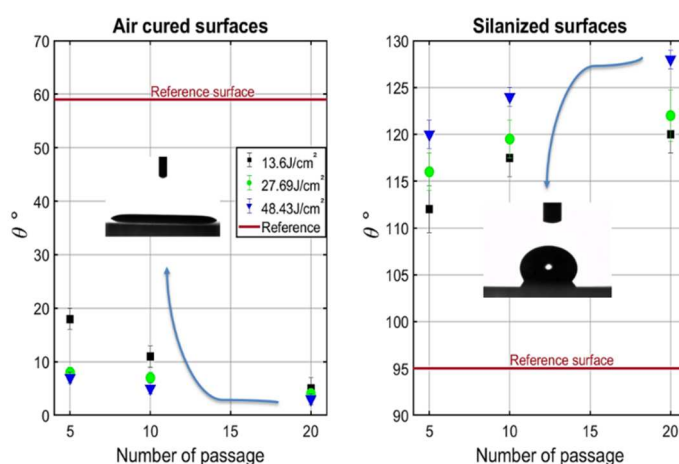 Air cured surfaces
70
60
50
40
30
20
10
0
θ °
Reference surface
13.6J/cm²
27.69J/cm²
48.43J/cm²
Reference
5
10
15
20
Number of passage
Silanized surfaces
130
125
120
115
110
105
100
95
90
θ °
Reference surface
5
10
15
20
Number of passage